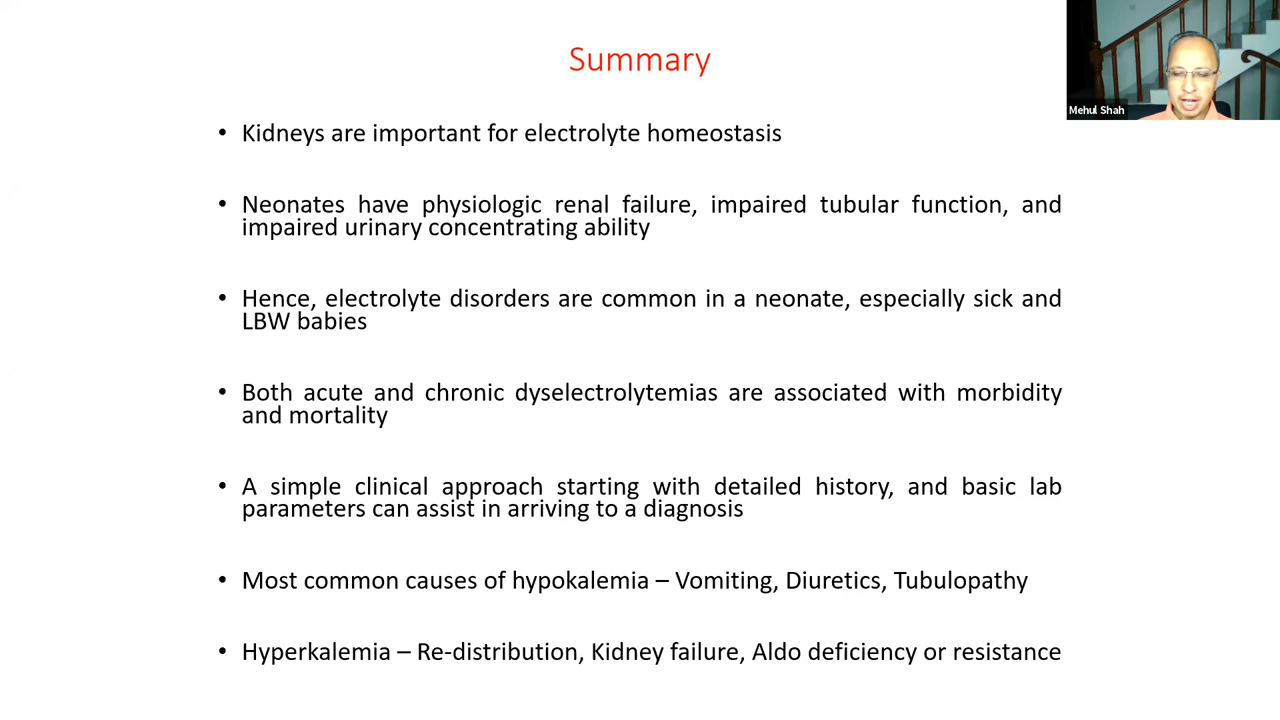 Summary
Mehul Shah
• Kidneys are important for electrolyte homeostasis
• Neonates have physiologic renal failure, impaired tubular function, and
impaired urinary concentrating ability
• Hence, electrolyte disorders are common in a neonate, especially sick and
LBW babies
• Both acute and chronic dyselectrolytemias are associated with morbidity
and mortality
• A simple clinical approach starting with detailed history, and basic lab
parameters can assist in arriving to a diagnosis
• Most common causes of hypokalemia – Vomiting, Diuretics, Tubulopathy
• Hyperkalemia – Re-distribution, Kidney failure, Aldo deficiency or resistance